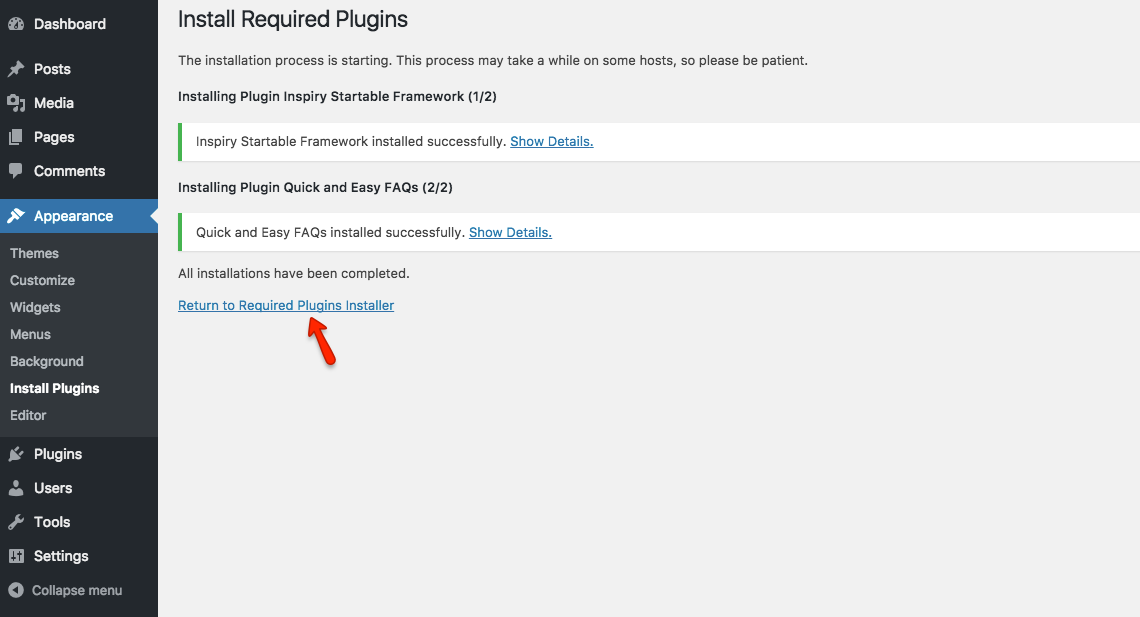 Dashboard
Posts
Media
Pages
Comments
Appearance
Themes
Customize
Widgets
Menus
Background
Install Plugins
Editor
Plugins
Users
Tools
Settings
Collapse menu
Install Required Plugins
The installation process is starting. This process may take a while on some hosts, so please be patient.
Installing Plugin Inspiry Startable Framework (1/2)
Inspiry Startable Framework installed successfully. Show Details.
Installing Plugin Quick and Easy FAQs (2/2)
Quick and Easy FAQs installed successfully. Show Details.
All installations have been completed.
Return to Required Plugins Installer